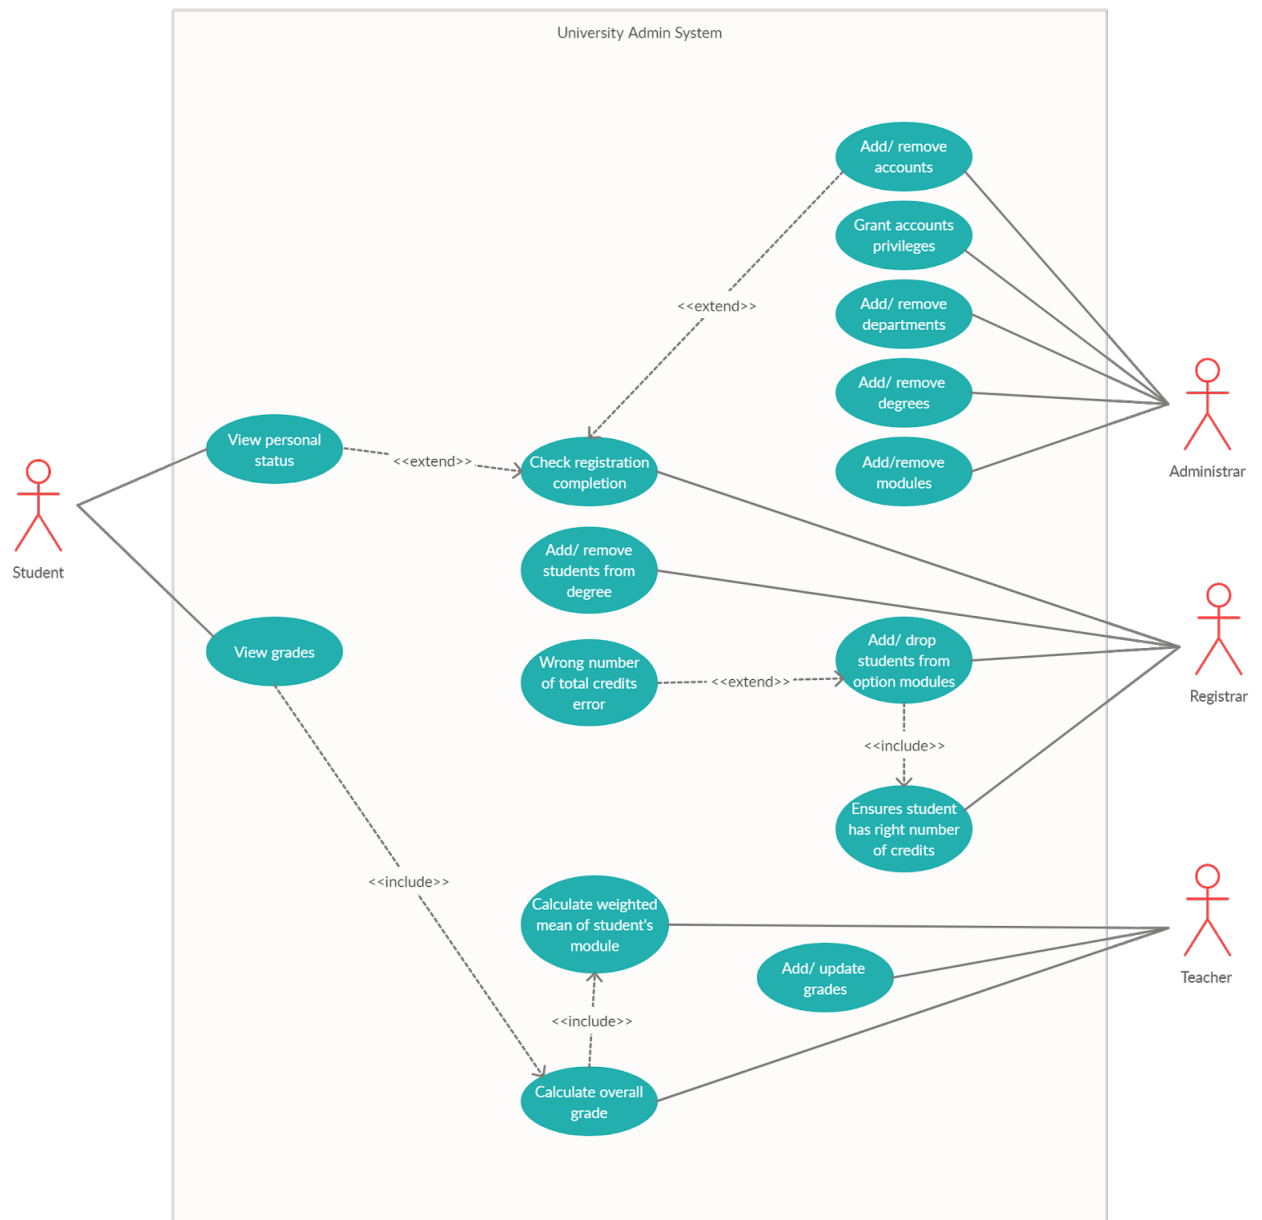 University Admin System
Add/ remove
accounts
Grant accounts
privileges
<<extend>>
Add/ remove
departments
Add/ remove
degrees
View personal
status
<<extend>>
Check registration
completion
Add/remove
modules
Administrar
Student
Add/ remove
students from
degree
View grades
Wrong number
of total credits
error
<<extend>>
Add/ drop
students from
option modules
Registrar
<<include>>
Ensures student
has right number
of credits
<<include>>
Calculate weighted
mean of student's
module
Add/ update
grades
Teacher
<<include>>
Calculate overall
grade